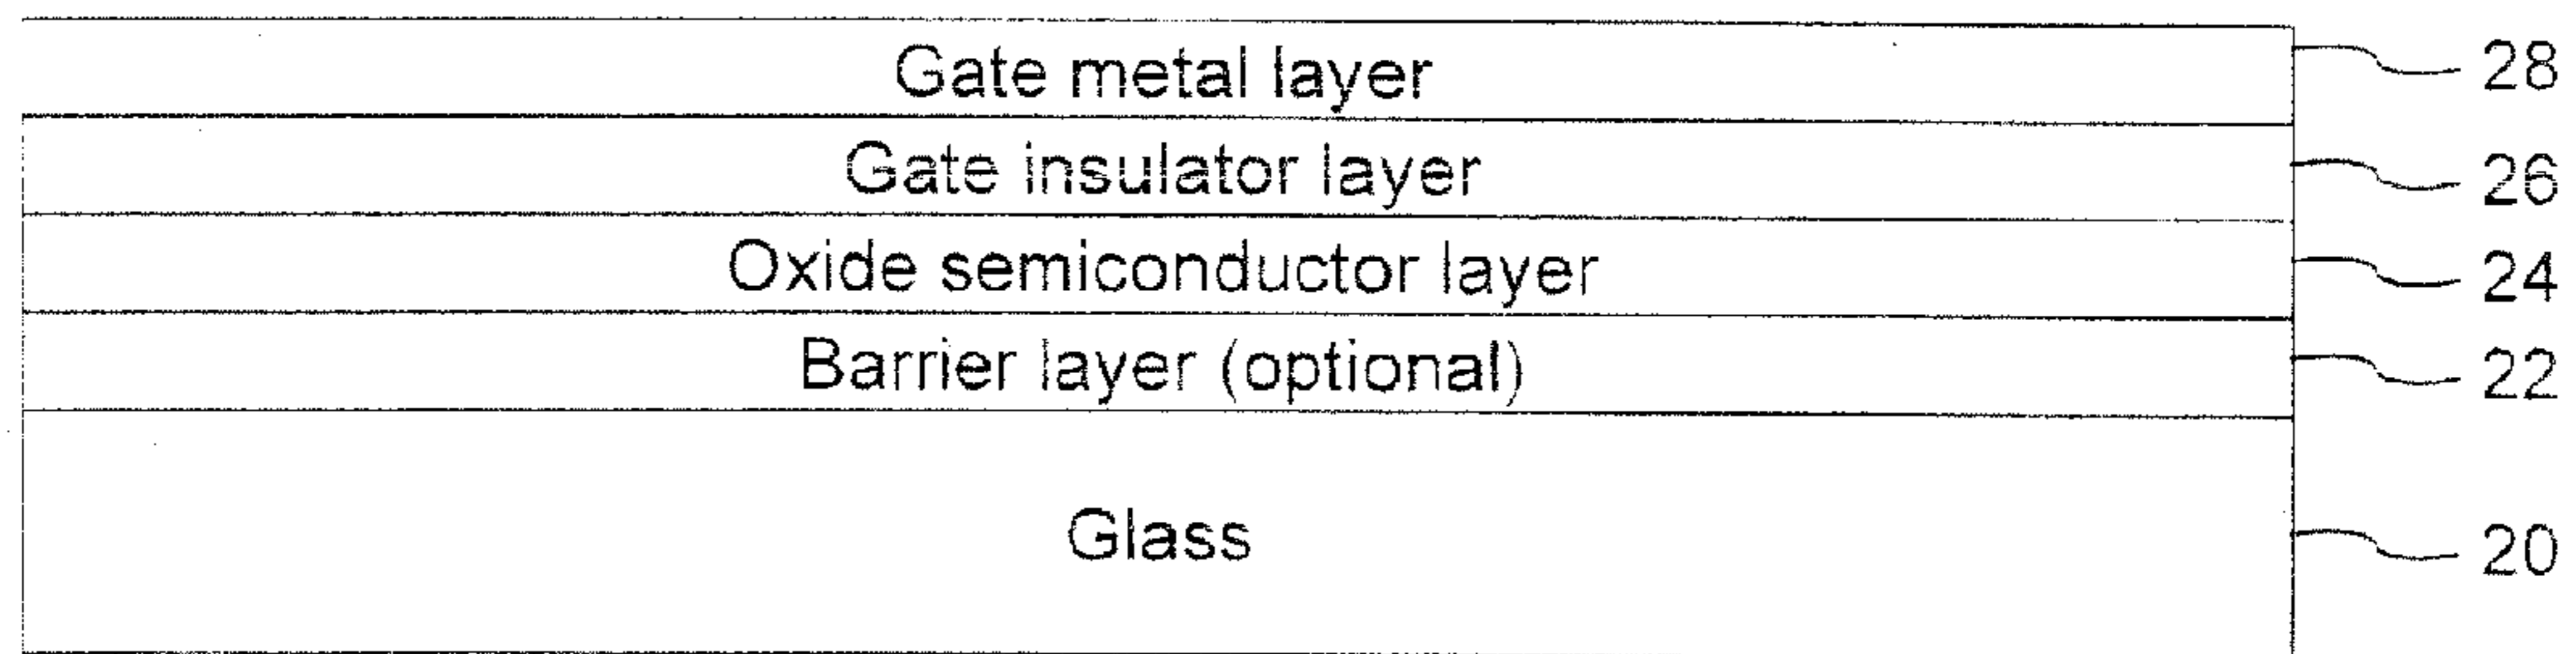 Gate metal layer 28
Gate insulator layer 26
Oxide semiconductor layer 24
Barrier layer (optional) 22
Glass 20